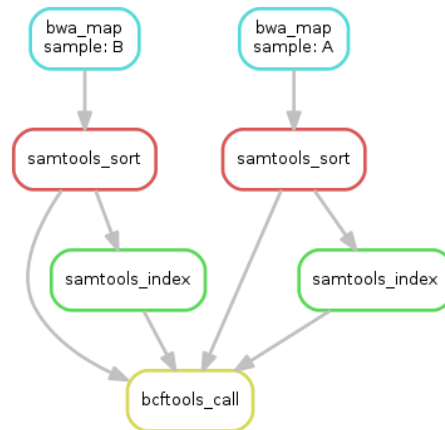 bwa_map
sample: B
bwa_map
sample: A
samtools_sort
samtools_sort
samtools_index
samtools_index
bcftools_call